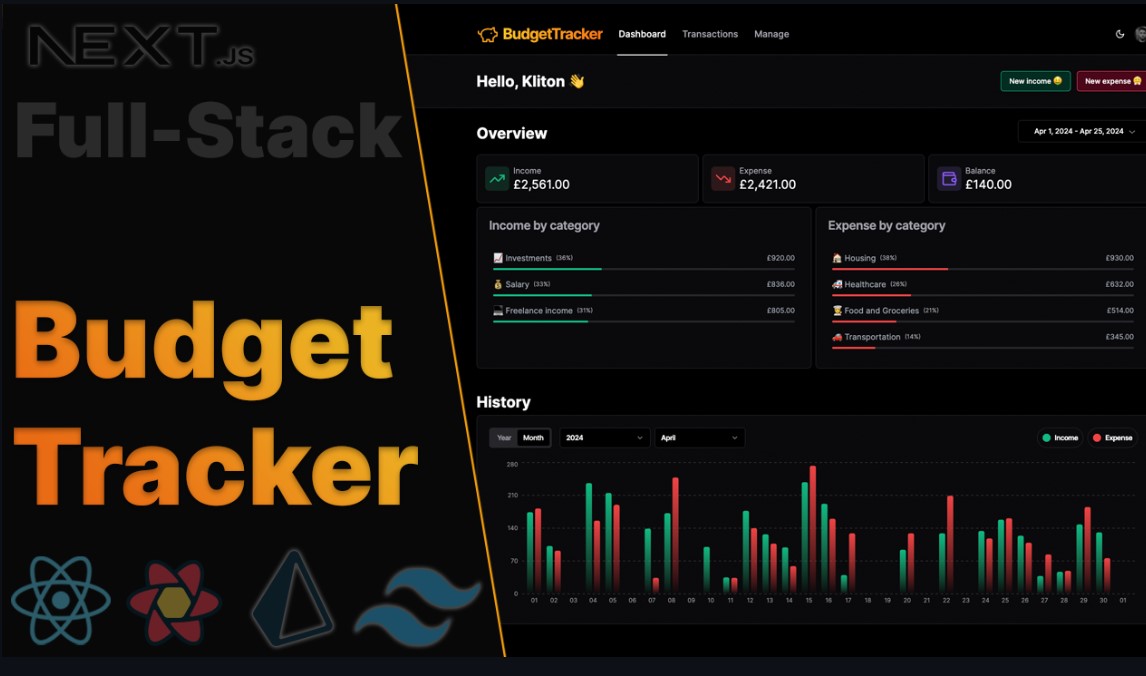 NEXT.JS
Full-Stack
Budget
Tracker
BudgetTracker Dashboard Transactions Manage
Hello, Kliton 👋
New income 😄 New expense 😤
Overview
Apr 1, 2024 - Apr 25, 2024
Income
£2,561.00
Expense
£2,421.00
Balance
£140.00
Income by category
📈 Investments (36%) £920.00
💰 Salary (33%) £836.00
💻 Freelance income (31%) £805.00
Expense by category
🏠 Housing (38%) £930.00
🚑 Healthcare (26%) £632.00
Food and Groceries (21%) £514.00
🚗 Transportation (14%) £345.00
History
Year Month 2024 April
Income Expense
280
210
140
70
0
01 02 03 04 05 06 07 08 09 10 11 12 13 14 15 16 17 18 19 20 21 22 23 24 25 26 27 28 29 30 01